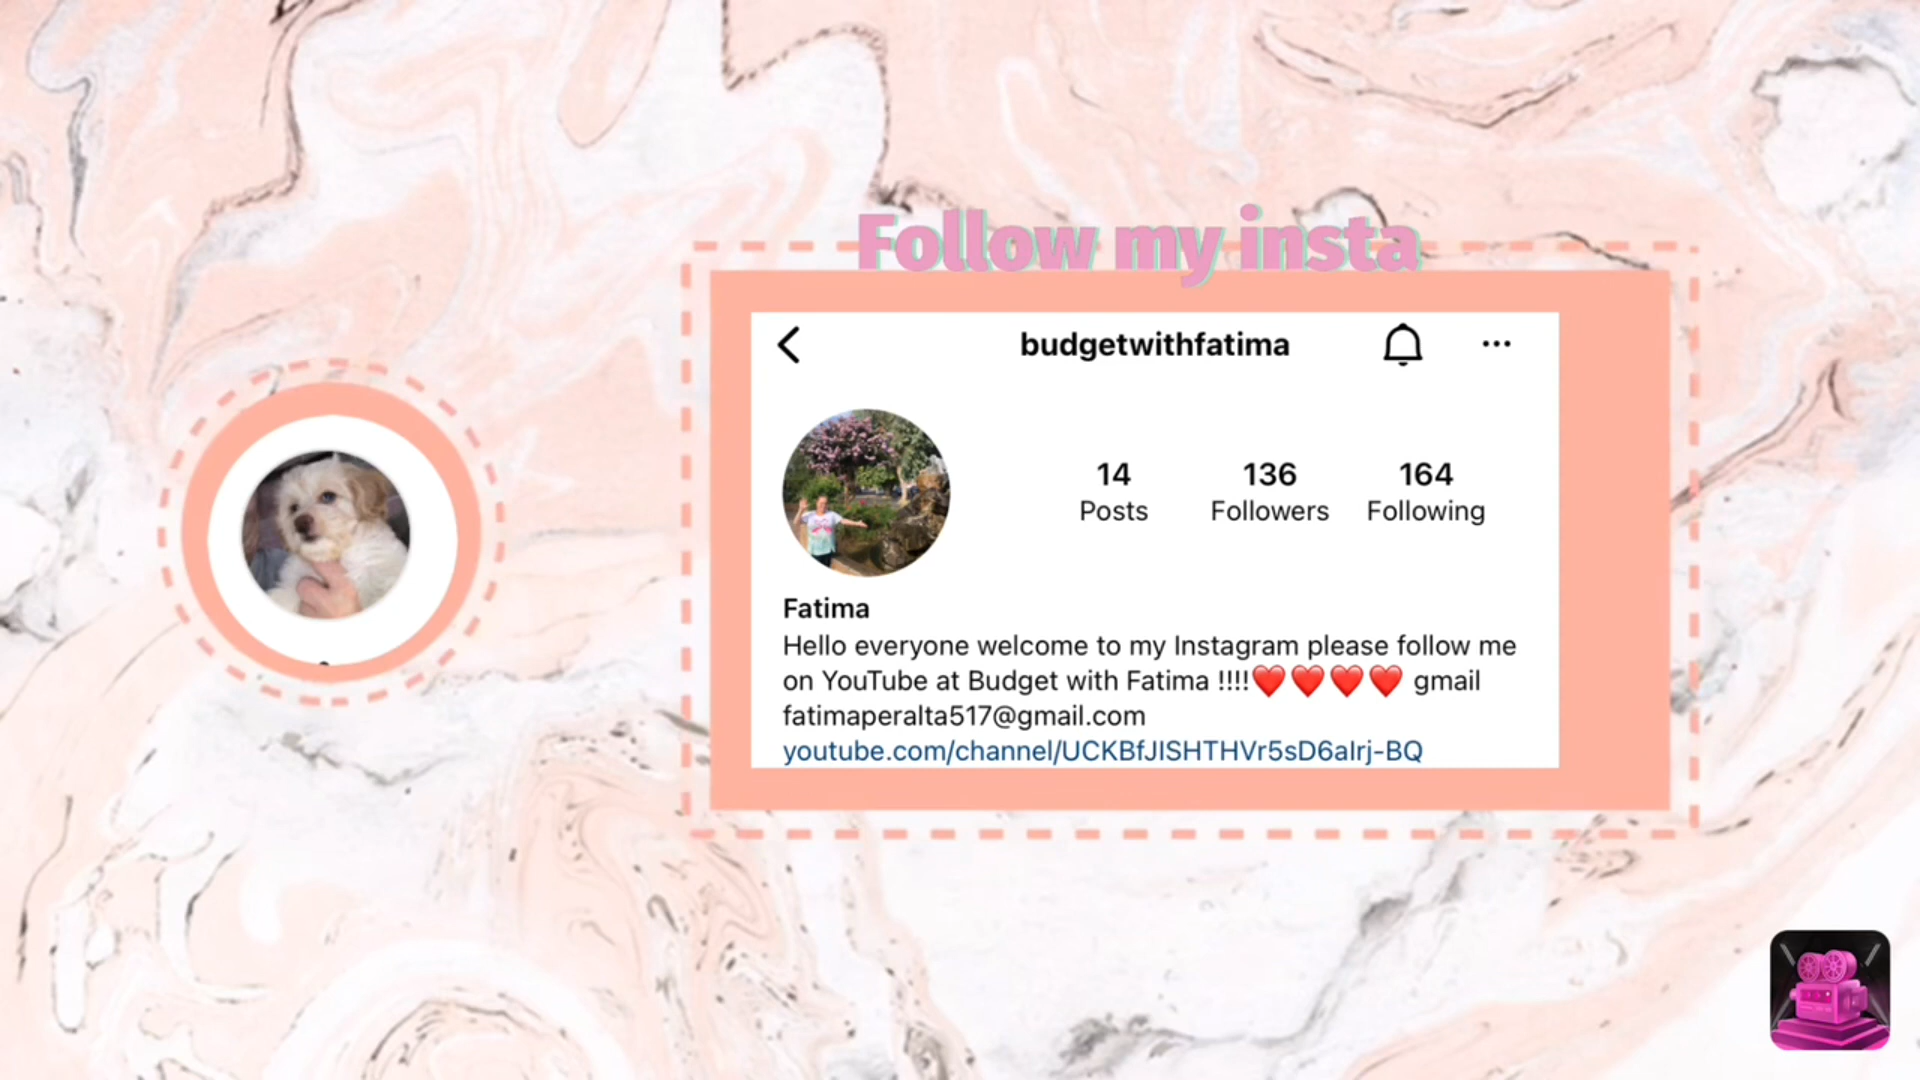 Follow my insta
budgetwithfatima
14 136 164
Posts Followers Following
Fatima
Hello everyone welcome to my Instagram please follow me
on YouTube at Budget with Fatima !!!!❤️❤️❤️❤️ gmail
fatimaperalta517@gmail.com
youtube.com/channel/UCKBfJISHTHVr5sD6aIrj-BQ